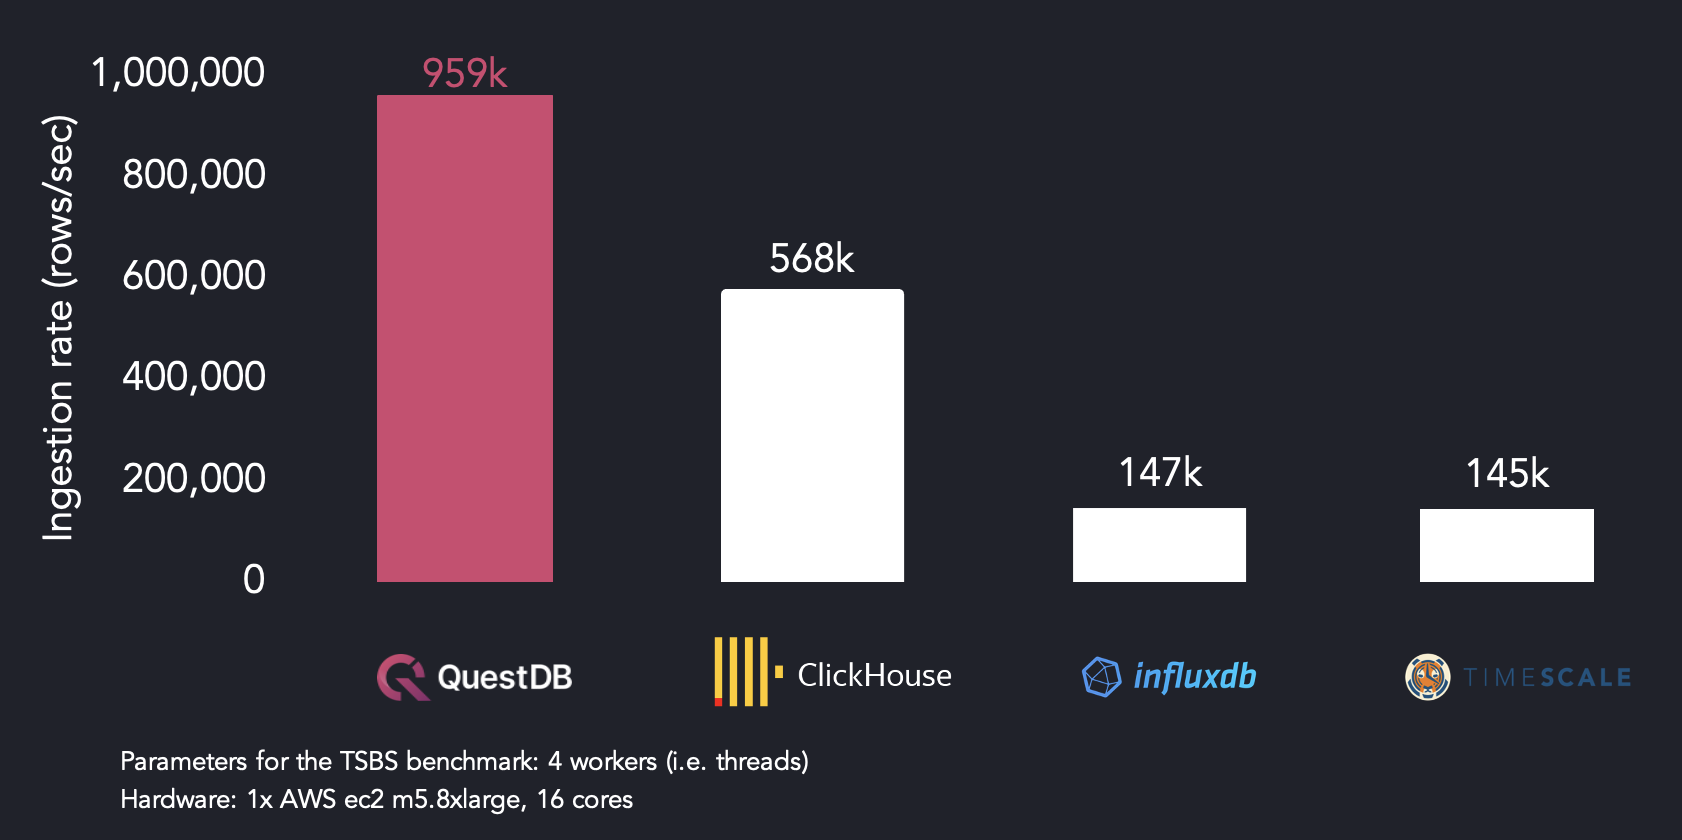 Ingestion rate (rows/sec)
1,000,000
800,000
600,000
400,000
200,000
0
959k
568k
147k
145k
QuestDB
ClickHouse
influxdb
TIMESCALE
Parameters for the TSBS benchmark: 4 workers (i.e. threads)
Hardware: 1x AWS ec2 m5.8xlarge, 16 cores